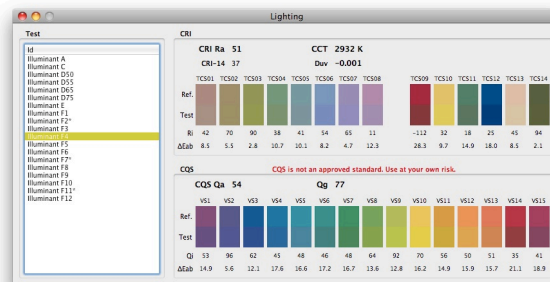 Lighting
Test
Id
Illuminant A
Illuminant C
Illuminant D50
Illuminant D55
Illuminant D65
Illuminant D75
Illuminant E
Illuminant F1
Illuminant F2*
Illuminant F3
Illuminant F4
Illuminant F5
Illuminant F6
Illuminant F7*
Illuminant F8
Illuminant F9
Illuminant F10
Illuminant F11*
Illuminant F12
CRI
CRI Ra 51 CCT 2932 K
CRI-14 37 Duv -0.001
TCS01 TCS02 TCS03 TCS04 TCS05 TCS06 TCS07 TCS08 TCS09 TCS10 TCS11 TCS12 TCS13 TCS14
Ref.
Test
Ri 42 70 90 38 41 54 65 11 -112 32 18 25 45 94
ΔEab 8.5 5.5 2.8 10.7 10.1 8.2 4.7 12.3 28.3 9.7 14.9 18.0 8.5 2.1
CQS CQS is not an approved standard. Use at your own risk.
CQS Qa 54 Qg 77
VS1 VS2 VS3 VS4 VS5 VS6 VS7 VS8 VS9 VS10 VS11 VS12 VS13 VS14 VS15
Ref.
Test
Qi 53 96 62 45 48 46 48 64 92 70 56 50 51 35 41
ΔEab 14.9 5.6 12.1 17.6 16.6 17.2 16.7 13.6 12.8 16.2 14.9 15.9 15.7 21.1 18.9